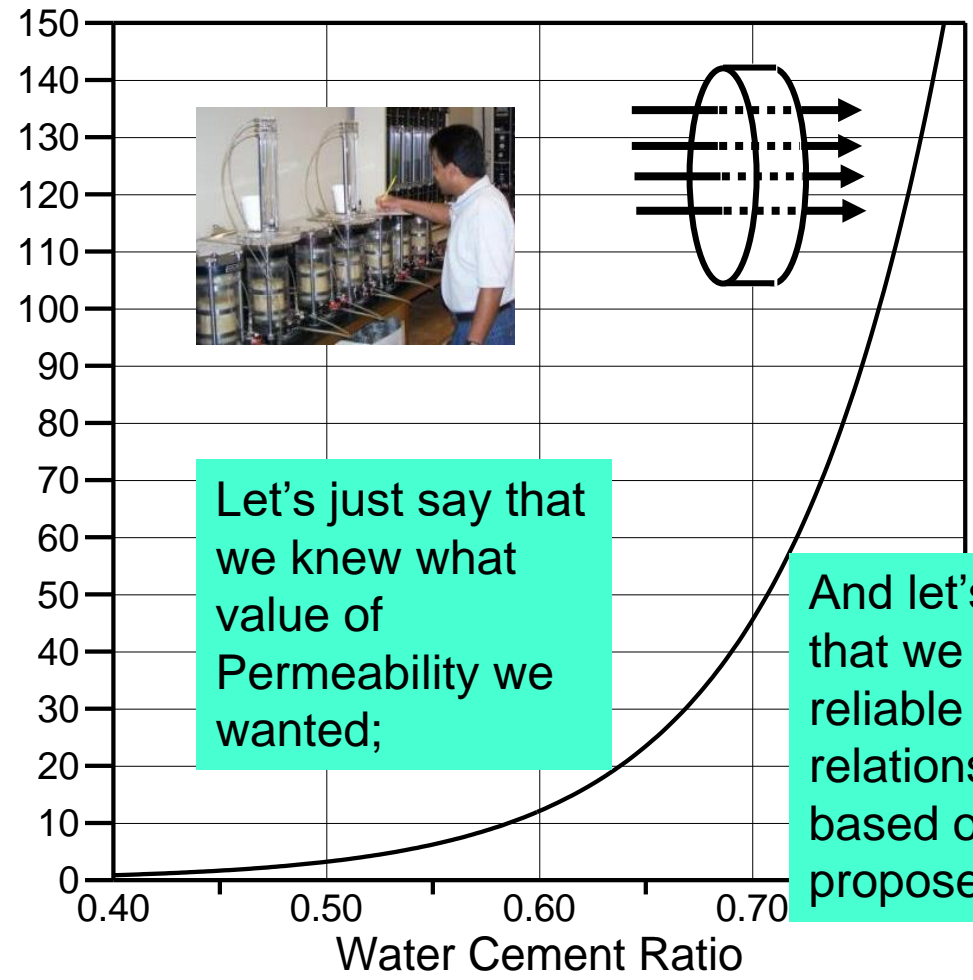 150
140
130
120
110
100
90
80
70
60
50
40
30
20
10
0
Let's just say that
we knew what
value of
Permeability we
wanted;
And let's
that we
reliable
based o
propose
0.40 0.50 0.60 0.70
Water Cement Ratio